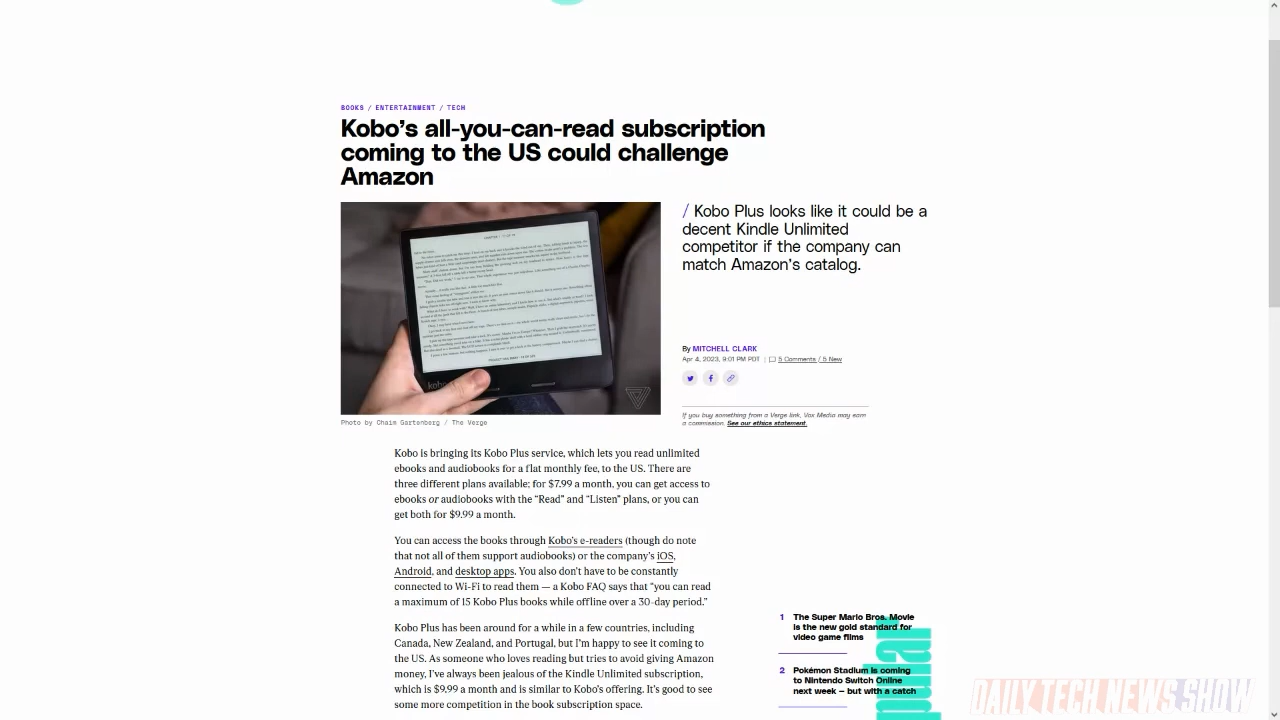 BOOKS / ENTERTAINMENT / TECH
Kobo’s all-you-can-read subscription
coming to the US could challenge
Amazon
/ Kobo Plus looks like it could be a
decent Kindle Unlimited
competitor if the company can
match Amazon’s catalog.
By MITCHELL CLARK
Apr 4, 2023, 9:01 PM PDT | 5 Comments / 5 New
If you buy something from a Verge link, Vox Media may earn
a commission. See our ethics statement.
kobo
Photo by Chaim Gartenberg / The Verge
Kobo is bringing its Kobo Plus service, which lets you read unlimited
ebooks and audiobooks for a flat monthly fee, to the US. There are
three different plans available; for $7.99 a month, you can get access to
ebooks or audiobooks with the “Read” and “Listen” plans, or you can
get both for $9.99 a month.
You can access the books through Kobo’s e-readers (though do note
that not all of them support audiobooks) or the company’s iOS,
Android, and desktop apps. You also don’t have to be constantly
connected to Wi-Fi to read them — a Kobo FAQ says that “you can read
a maximum of 15 Kobo Plus books while offline over a 30-day period.”
Kobo Plus has been around for a while in a few countries, including
Canada, New Zealand, and Portugal, but I’m happy to see it coming to
the US. As someone who loves reading but tries to avoid giving Amazon
money, I’ve always been jealous of the Kindle Unlimited subscription,
which is $9.99 a month and is similar to Kobo’s offering. It’s good to see
some more competition in the book subscription space.
1 The Super Mario Bros. Movie
is the new gold standard for
video game films
2 Pokémon Stadium is coming
to Nintendo Switch Online
next week — but with a catch
DAILY TECH NEWS SHOW